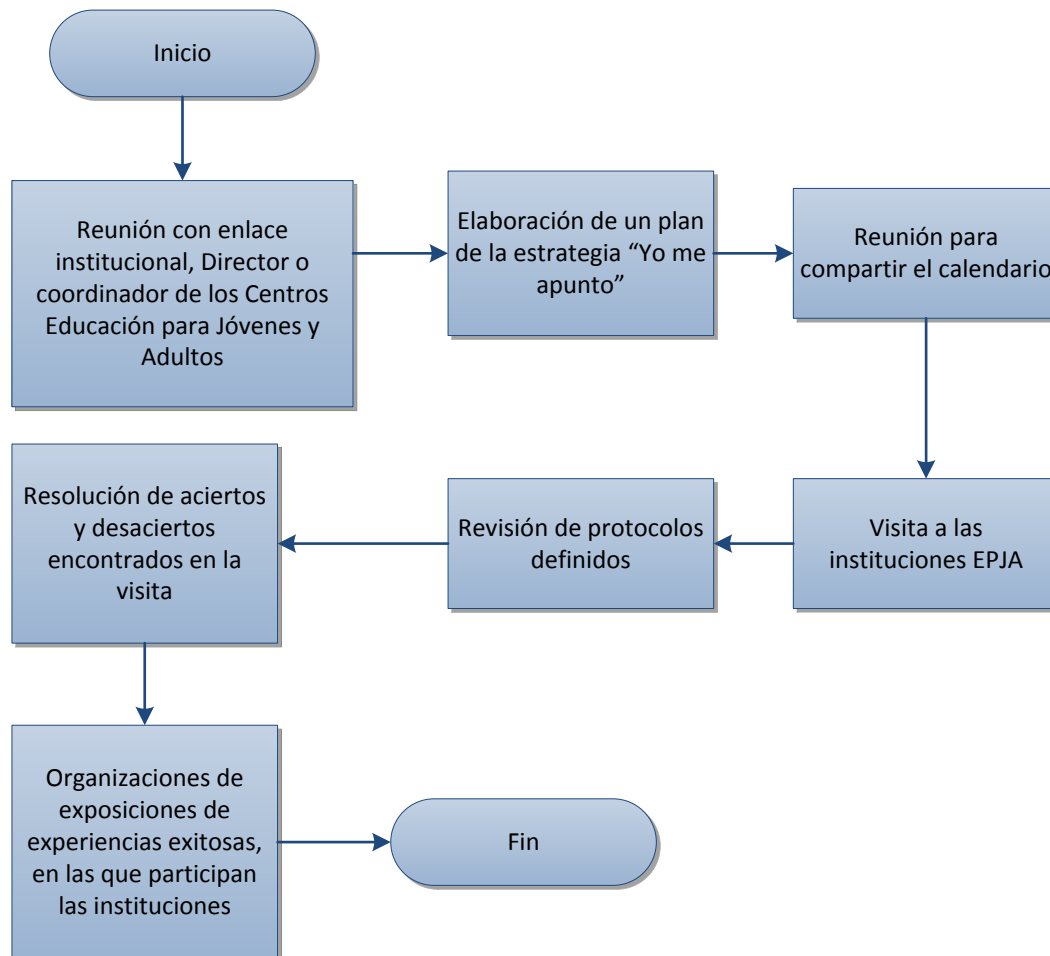 Inicio
Reunión con enlace
institucional, Director o
coordinador de los Centros
Educación para Jóvenes y
Adultos
Elaboración de un plan
de la estrategia “Yo me
apunto”
Reunión para
compartir el calendario
Visita a las
instituciones EPJA
Revisión de protocolos
definidos
Resolución de aciertos
y desaciertos
encontrados en la
visita
Organizaciones de
exposiciones de
experiencias exitosas,
en las que participan
las instituciones
Fin